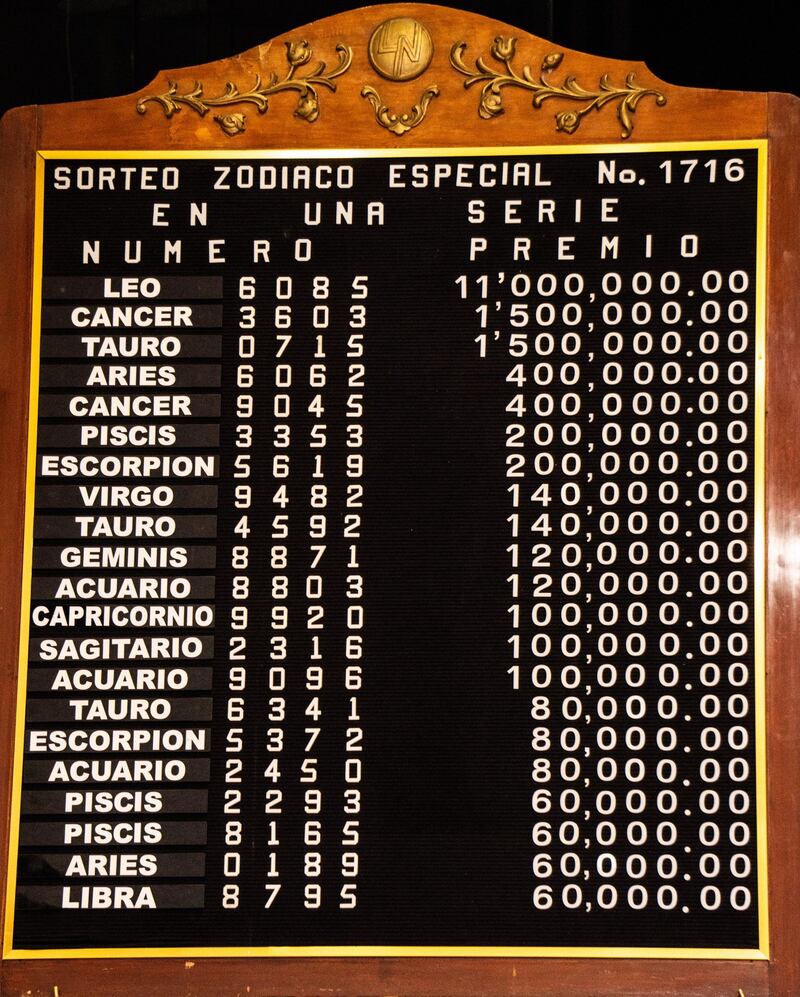 LN
SORTEO ZODIACO ESPECIAL No. 1716
EN UNA SERIE
NUMERO PREMIO
LEO 6085 11'000,000.00
CANCER 3603 1'500,000.00
TAURO 0715 1'500,000.00
ARIES 6062 400,000.00
CANCER 9045 400,000.00
PISCIS 3353 200,000.00
ESCORPION 5619 200,000.00
VIRGO 9482 140,000.00
TAURO 4592 140,000.00
GEMINIS 8871 120,000.00
ACUARIO 8803 120,000.00
CAPRICORNIO 9920 100,000.00
SAGITARIO 2316 100,000.00
ACUARIO 9096 100,000.00
TAURO 6341 80,000.00
ESCORPION 5372 80,000.00
ACUARIO 2450 80,000.00
PISCIS 2293 60,000.00
PISCIS 8165 60,000.00
ARIES 0189 60,000.00
LIBRA 8795 60,000.00